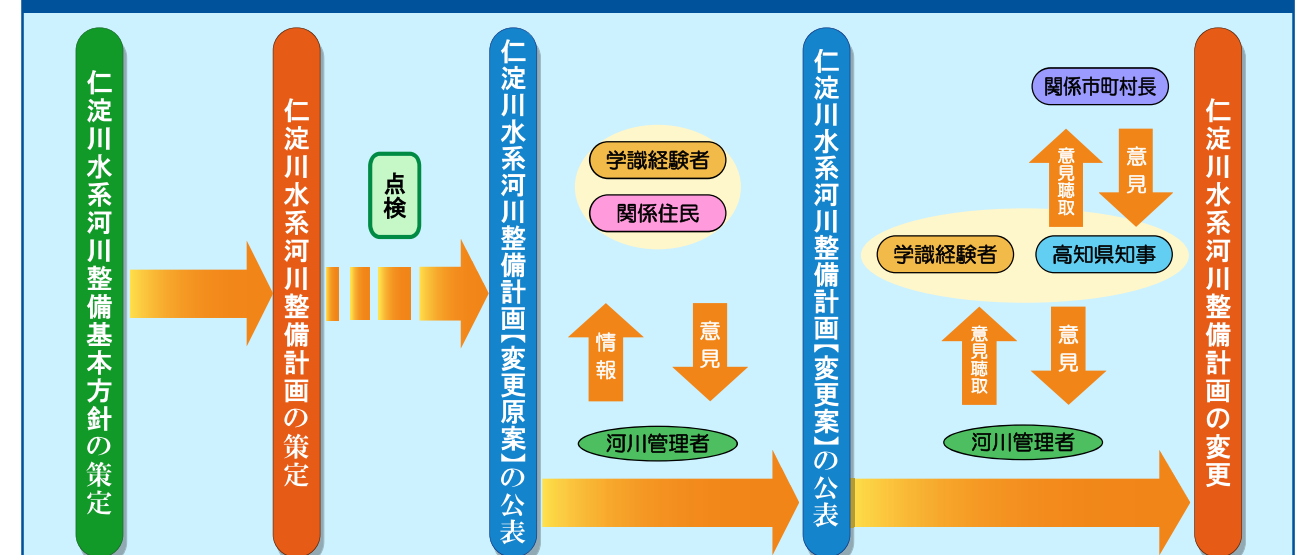 仁淀川水系河川整備基本方針の策定
仁淀川水系河川整備計画の策定
点検
仁淀川水系河川整備計画【変更原案】の公表
学識経験者
関係住民
情報
意見
河川管理者
仁淀川水系河川整備計画【変更案】の公表
関係市町村長
意見聴取
意見
学識経験者
高知県知事
意見聴取
意見
河川管理者
仁淀川水系河川整備計画の変更